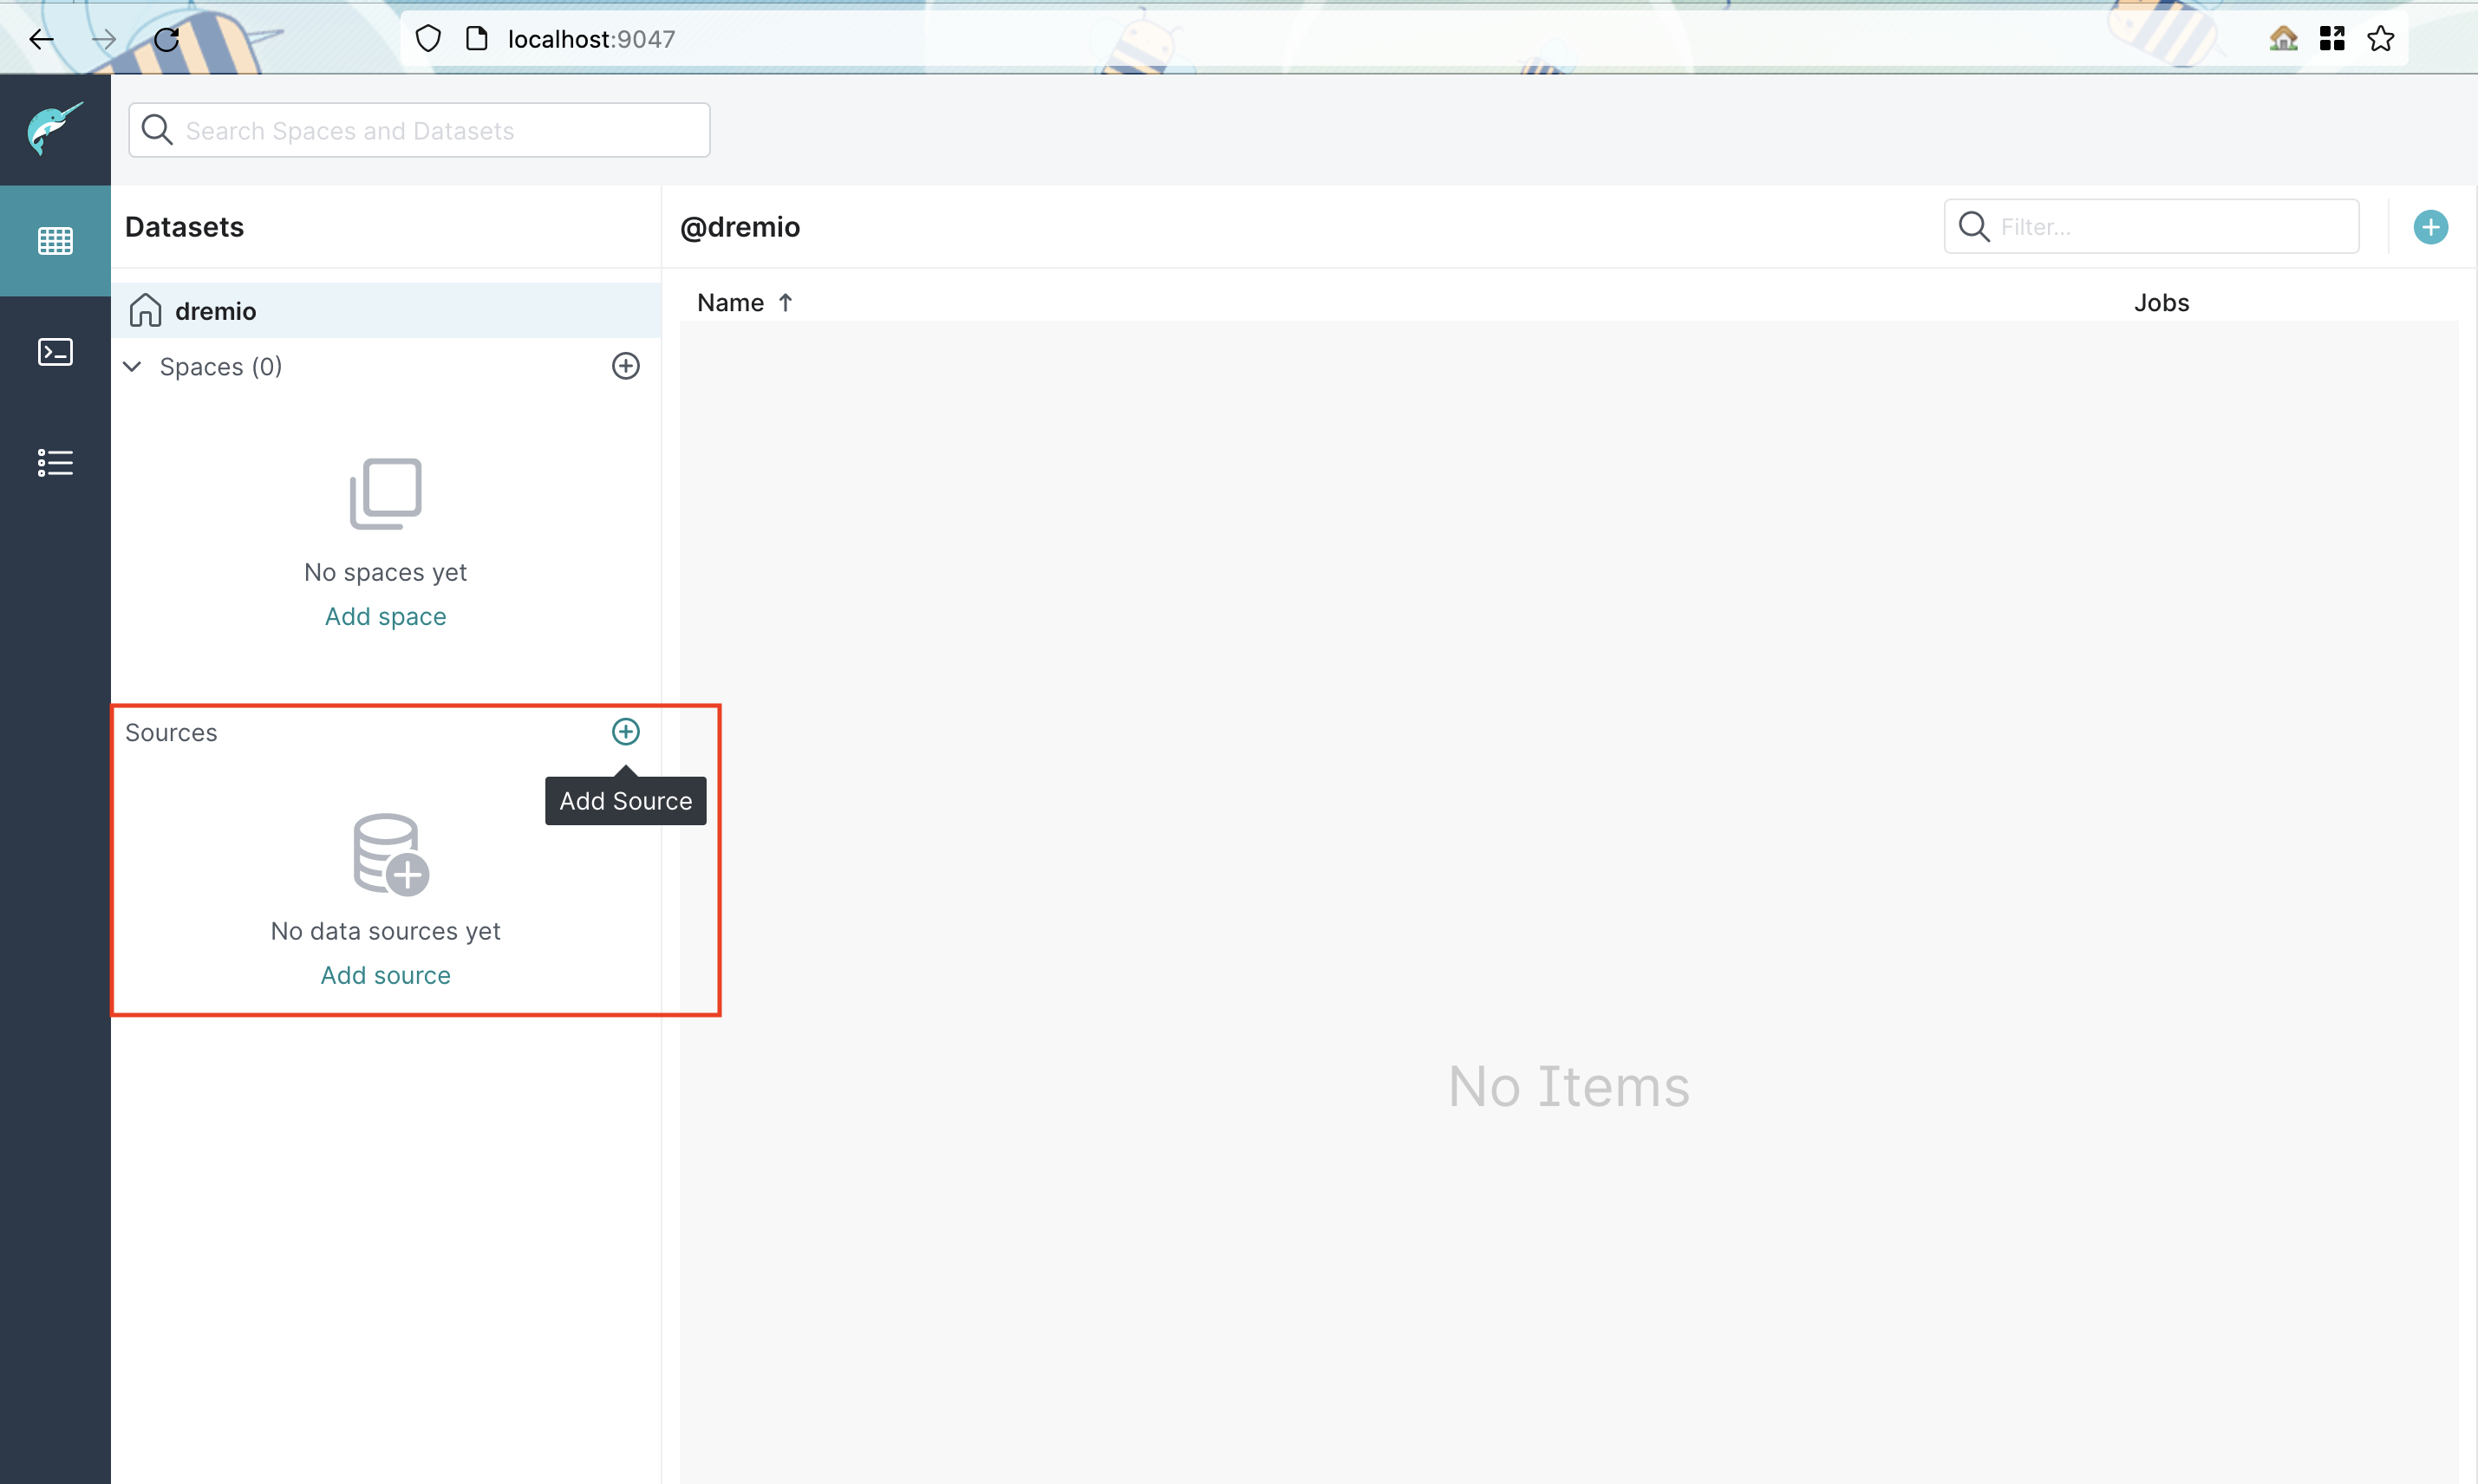 localhost:9047
Search Spaces and Datasets
Datasets
@dremio
Filter...
dremio
Name ↑
Jobs
Spaces (0)
No spaces yet
Add space
Sources
Add Source
No data sources yet
Add source
No Items